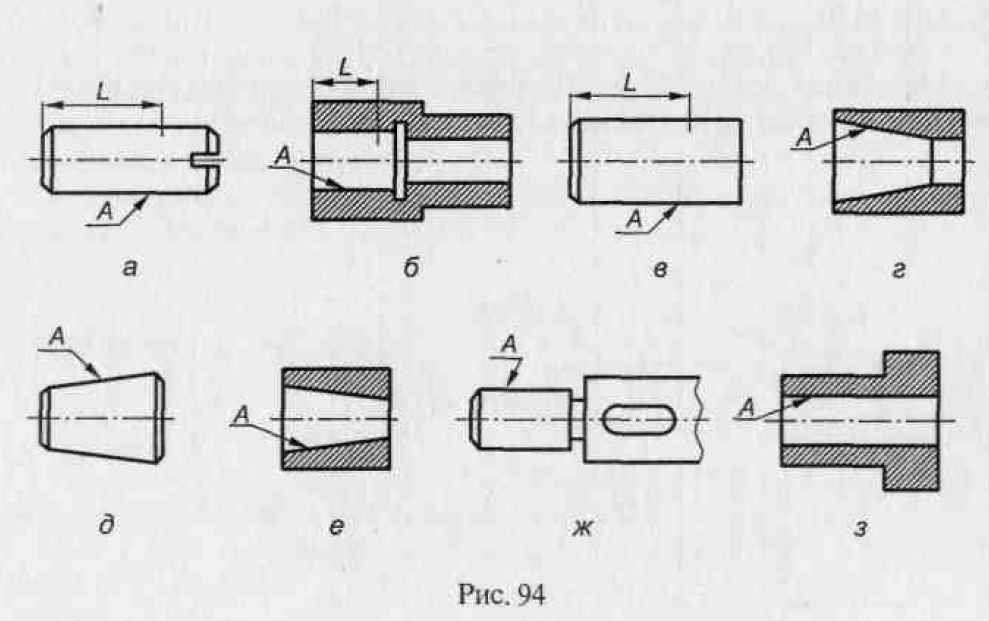 L L L
A A A A
а б в г
A A A A
д е ж з
Рис. 94